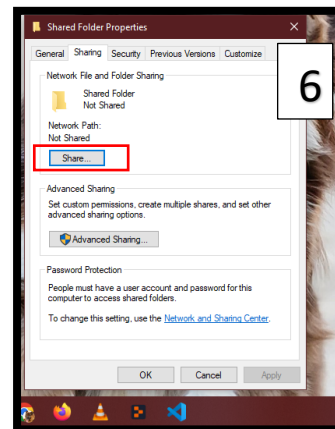 Shared Folder Properties
General Sharing Security Previous Versions Customize
6
Network File and Folder Sharing
Shared Folder
Not Shared
Network Path:
Not Shared
Share...
Advanced Sharing
Set custom permissions, create multiple shares, and set other
advanced sharing options.
Advanced Sharing...
Password Protection
People must have a user account and password for this
computer to access shared folders.
To change this setting, use the Network and Sharing Center.
OK Cancel Apply